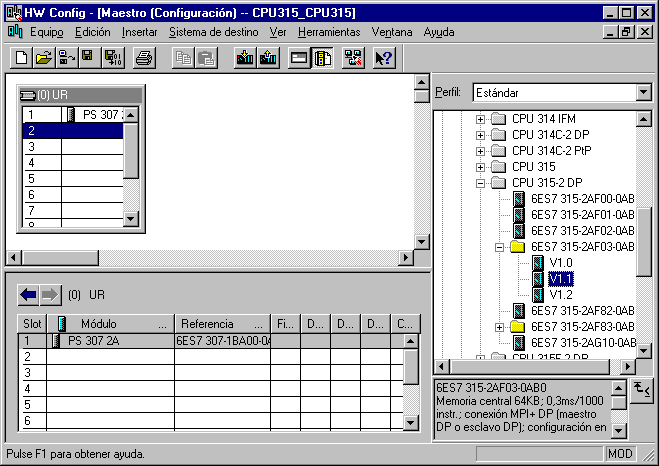 HW Config - [Maestro (Configuración) -- CPU315_CPU315]
Equipo Edición Insertar Sistema de destino Ver Herramientas Ventana Ayuda
(0) UR
1 PS 307 2
2
3
4
5
6
7
8
Perfil: Estándar
CPU 314 IFM
CPU 314C-2 DP
CPU 314C-2 PtP
CPU 315
CPU 315-2 DP
6ES7 315-2AF00-0AB
6ES7 315-2AF01-0AB
6ES7 315-2AF02-0AB
6ES7 315-2AF03-0AB
V1.0
V1.1
V1.2
6ES7 315-2AF82-0AB
6ES7 315-2AF83-0AB
6ES7 315-2AG10-0AB
CPU 315F-2 DP
(0) UR
Slot Módulo ... Referencia ... Fi... D... D... D... C...
1 PS 307 2A 6ES7 307-1BA00-0A
2
3
4
5
6
6ES7 315-2AF03-0AB0
Memoria central 64KB; 0,3ms/1000
instr.; conexión MPI+ DP (maestro
DP o esclavo DP); configuración en
Pulse F1 para obtener ayuda. MOD